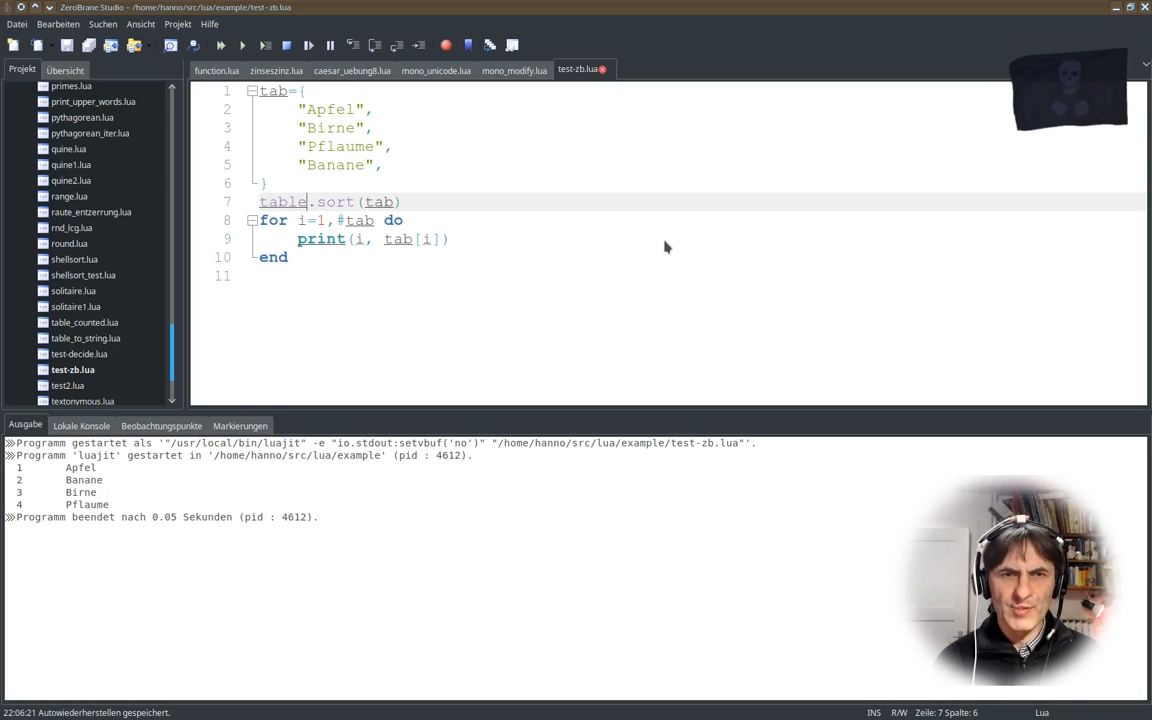 ZeroBrane Studio - /home/hanno/src/lua/example/test-zb.lua
Datei Bearbeiten Suchen Ansicht Projekt Hilfe
Projekt Übersicht
function.lua zinseszinz.lua caesar_uebung8.lua mono_unicode.lua mono_modify.lua test-zb.lua
primes.lua
print_upper_words.lua
pythagorean.lua
pythagorean_iter.lua
quine.lua
quine1.lua
quine2.lua
range.lua
raute_entzerrung.lua
rnd_lcg.lua
round.lua
shellsort.lua
shellsort_test.lua
solitaire.lua
solitaire1.lua
table_counted.lua
table_to_string.lua
test-decide.lua
test-zb.lua
test2.lua
textonymous.lua
1 tab={
2 "Apfel",
3 "Birne",
4 "Pflaume",
5 "Banane",
6 }
7 table.sort(tab)
8 for i=1,#tab do
9 print(i, tab[i])
10 end
11
Ausgabe Lokale Konsole Beobachtungspunkte Markierungen
Programm gestartet als '"/usr/local/bin/luajit" -e "io.stdout:setvbuf('no')" "/home/hanno/src/lua/example/test-zb.lua"'.
Programm 'luajit' gestartet in '/home/hanno/src/lua/example' (pid : 4612).
1 Apfel
2 Banane
3 Birne
4 Pflaume
Programm beendet nach 0.05 Sekunden (pid : 4612).
22:06:21 Autowiederherstellen gespeichert.
INS R/W Zeile: 7 Spalte: 6 Lua